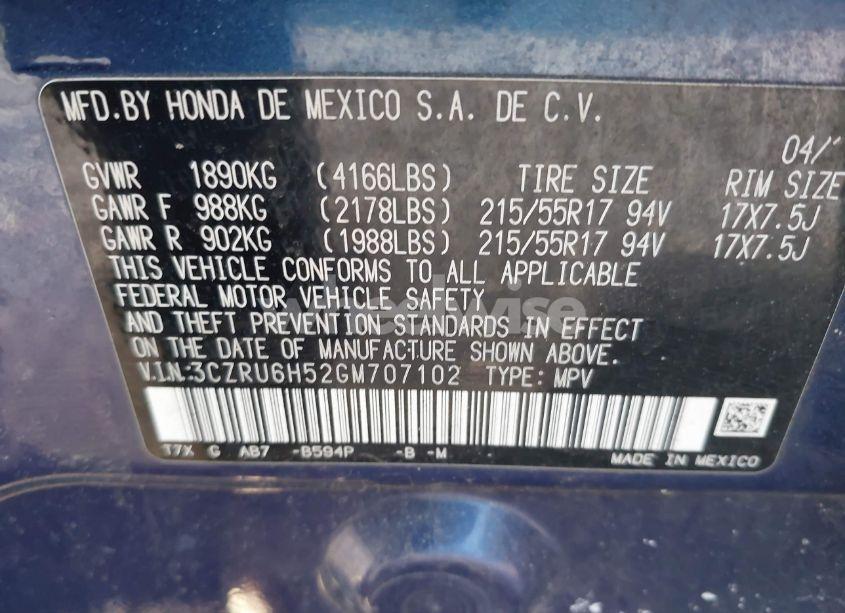 MFD.BY HONDA DE MEXICO S.A. DE C.V.
04/
GVWR 1890KG (4166LBS) TIRE SIZE RIM SIZE
GAWR F 988KG (2178LBS) 215/55R17 94V 17X7.5J
GAWR R 902KG (1988LBS) 215/55R17 94V 17X7.5J
THIS VEHICLE CONFORMS TO ALL APPLICABLE
FEDERAL MOTOR VEHICLE SAFETY
AND THEFT PREVENTION STANDARDS IN EFFECT
ON THE DATE OF MANUFACTURE SHOWN ABOVE.
V.I.N:3CZRU6H52GM707102 TYPE: MPV
T7X G AB7 -B594P -B -M -
MADE IN MEXICO
wheelwise